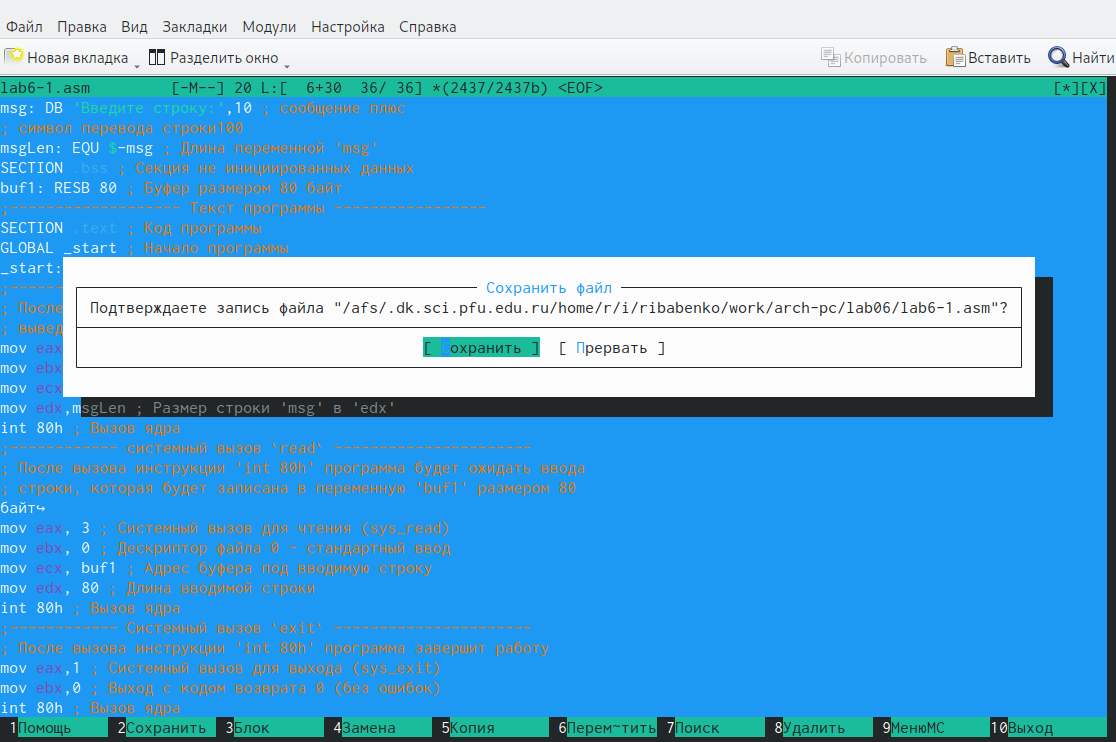 Файл Правка Вид Закладки Модули Настройка Справка
Новая вкладка Разделить окно Копировать Вставить Найти
lab6-1.asm [-M--] 20 L:[ 6+30 36/ 36] *(2437/2437b) <EOF> [*][X]
msg: DB 'Введите строку:',10 ; сообщение плюс
; символ перевода строки100
msgLen: EQU $-msg ; Длина переменной 'msg'
SECTION .bss ; Секция не инициированных данных
buf1: RESB 80 ; Буфер размером 80 байт
;------------------- Текст программы -----------------
SECTION .text ; Код программы
GLOBAL _start ; Начало программы
_start:
;------
Сохранить файл
; После
Подтверждаете запись файла "/afs/.dk.sci.pfu.edu.ru/home/r/i/ribabenko/work/arch-pc/lab06/lab6-1.asm"?
; вывед
mov eax
[ Сохранить ] [ Прервать ]
mov ebx
mov ecx
mov edx,msgLen ; Размер строки 'msg' в 'edx'
int 80h ; Вызов ядра
;------------ системный вызов `read` ----------------------
; После вызова инструкции 'int 80h' программа будет ожидать ввода
; строки, которая будет записана в переменную 'buf1' размером 80
байт↪
mov eax, 3 ; Системный вызов для чтения (sys_read)
mov ebx, 0 ; Дескриптор файла 0 - стандартный ввод
mov ecx, buf1 ; Адрес буфера под вводимую строку
mov edx, 80 ; Длина вводимой строки
int 80h ; Вызов ядра
;------------ Системный вызов `exit` ----------------------
; После вызова инструкции 'int 80h' программа завершит работу
mov eax,1 ; Системный вызов для выхода (sys_exit)
mov ebx,0 ; Выход с кодом возврата 0 (без ошибок)
int 80h ; Вызов ядра
1Помощь 2Сохранить 3Блок 4Замена 5Копия 6Перем~тить 7Поиск 8Удалить 9МенюМС 10Выход